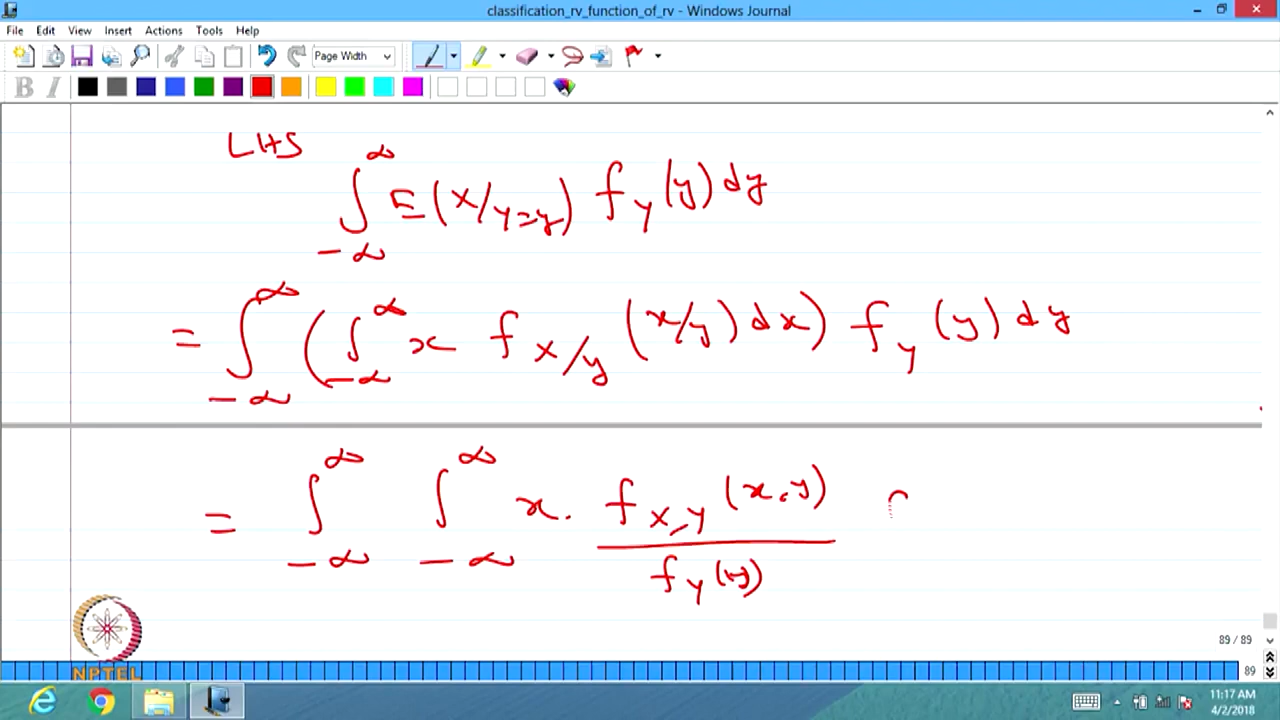 classification_rv_function_of_rv - Windows Journal
File Edit View Insert Actions Tools Help
Page Width
B I
LHS
∫_{-∞}^{∞} E(X/Y=y) f_Y(y) dy
= ∫_{-∞}^{∞} (∫_{-∞}^{∞} x f_{X/Y}(x/y) dx) f_Y(y) dy
= ∫_{-∞}^{∞} ∫_{-∞}^{∞} x. f_{X,Y}(x,y) / f_Y(y)
89 / 89
NPTEL
89
11:17 AM
4/2/2018